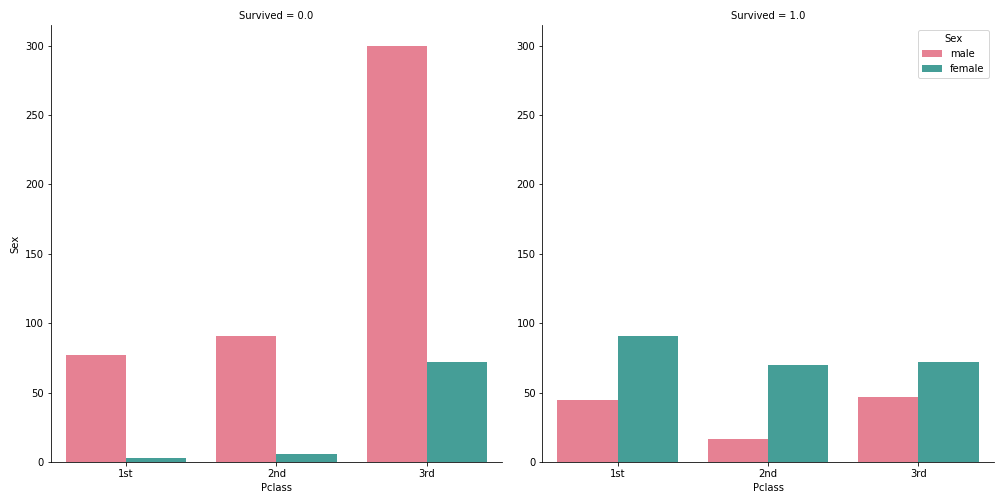 Survived = 0.0
300
250
200
150
100
50
0
Sex
1st 2nd 3rd
Pclass
Survived = 1.0
Sex
male
female
300
250
200
150
100
50
0
1st 2nd 3rd
Pclass